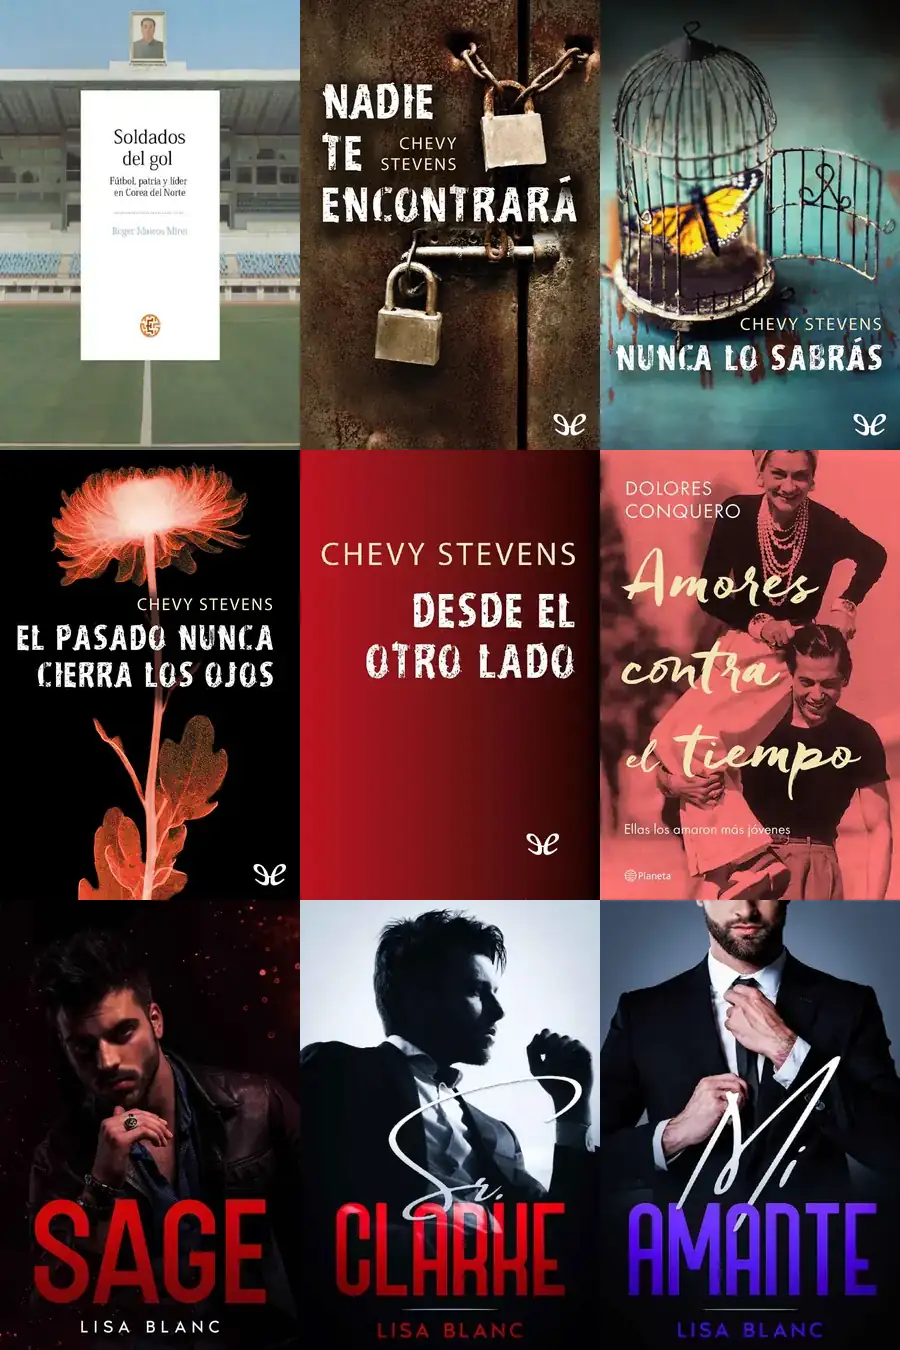 Soldados
del gol
Fútbol, patria y líder
en Corea del Norte
Roger Mateos Miret
NADIE
TE
ENCONTRARÁ
CHEVY
STEVENS
CHEVY STEVENS
NUNCA LO SABRÁS
CHEVY STEVENS
EL PASADO NUNCA
CIERRA LOS OJOS
CHEVY STEVENS
DESDE EL
OTRO LADO
DOLORES
CONQUERO
Amores
contra
el tiempo
Ellas los amaron más jóvenes
Planeta
SAGE
LISA BLANC
Sr.
CLARKE
LISA BLANC
Mi
AMANTE
LISA BLANC